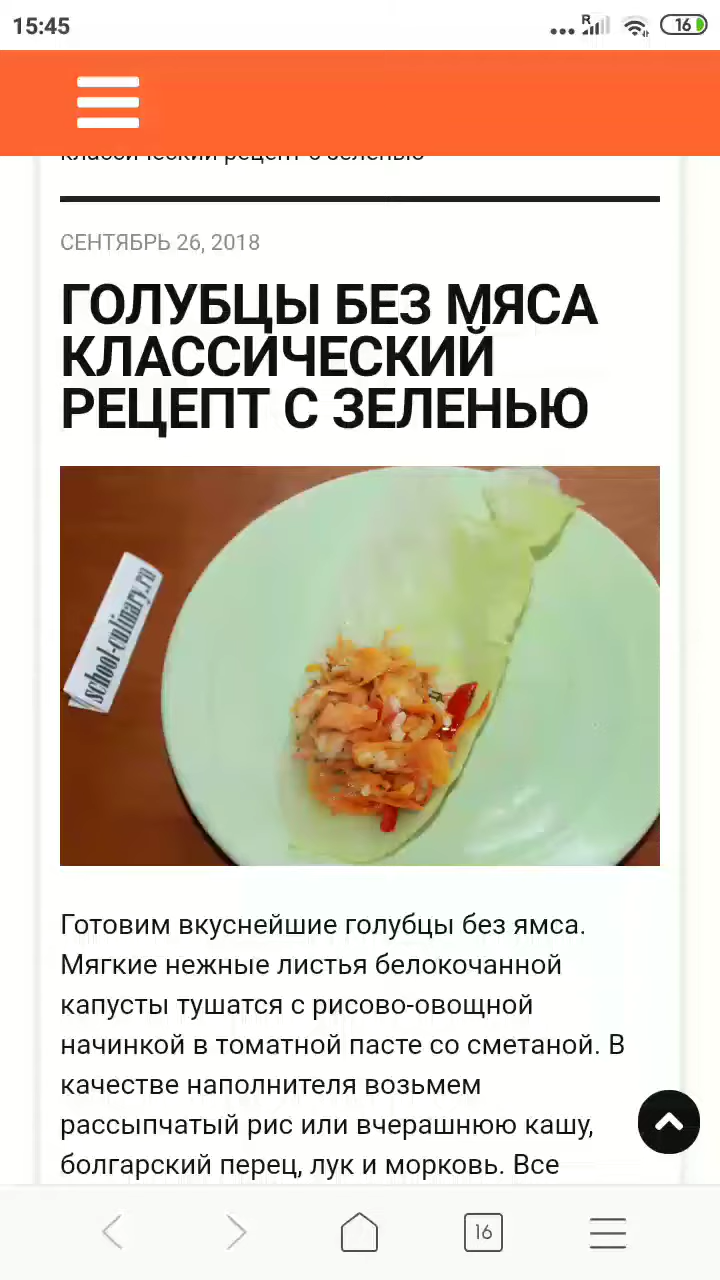 15:45
R
16
СЕНТЯБРЬ 26, 2018
ГОЛУБЦЫ БЕЗ МЯСА
КЛАССИЧЕСКИЙ
РЕЦЕПТ С ЗЕЛЕНЬЮ
school-culinary.ru
Готовим вкуснейшие голубцы без ямса.
Мягкие нежные листья белокочанной
капусты тушатся с рисово-овощной
начинкой в томатной пасте со сметаной. В
качестве наполнителя возьмем
рассыпчатый рис или вчерашнюю кашу,
болгарский перец, лук и морковь. Все
16